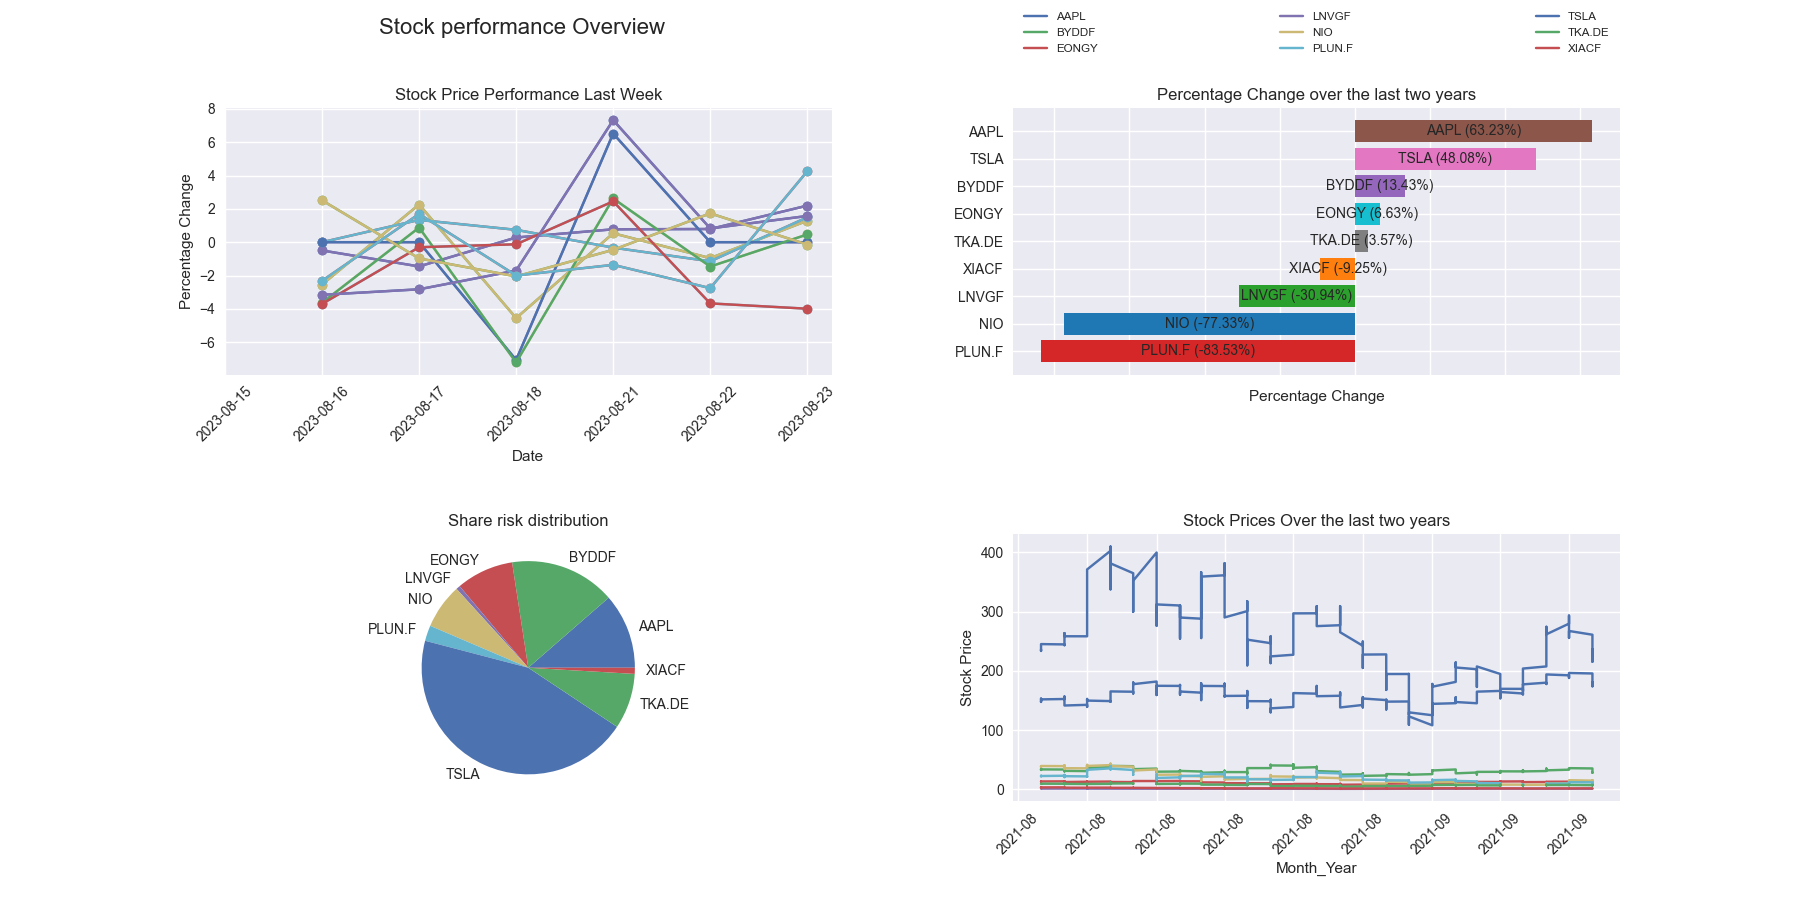 Stock performance Overview
AAPL
BYDDF
EONGY
LNVGF
NIO
PLUN.F
TSLA
TKA.DE
XIACF
Stock Price Performance Last Week
Percentage Change
8
6
4
2
0
−2
−4
−6
2023-08-15
2023-08-16
2023-08-17
2023-08-18
2023-08-21
2023-08-22
2023-08-23
Date
Percentage Change over the last two years
AAPL
AAPL (63.23%)
TSLA
TSLA (48.08%)
BYDDF
BYDDF (13.43%)
EONGY
EONGY (6.63%)
TKA.DE
TKA.DE (3.57%)
XIACF
XIACF (-9.25%)
LNVGF
LNVGF (-30.94%)
NIO
NIO (-77.33%)
PLUN.F
PLUN.F (-83.53%)
Percentage Change
Share risk distribution
BYDDF
EONGY
LNVGF
NIO
PLUN.F
AAPL
XIACF
TKA.DE
TSLA
Stock Prices Over the last two years
Stock Price
400
300
200
100
0
2021-08
2021-08
2021-08
2021-08
2021-08
2021-08
2021-09
2021-09
2021-09
Month_Year